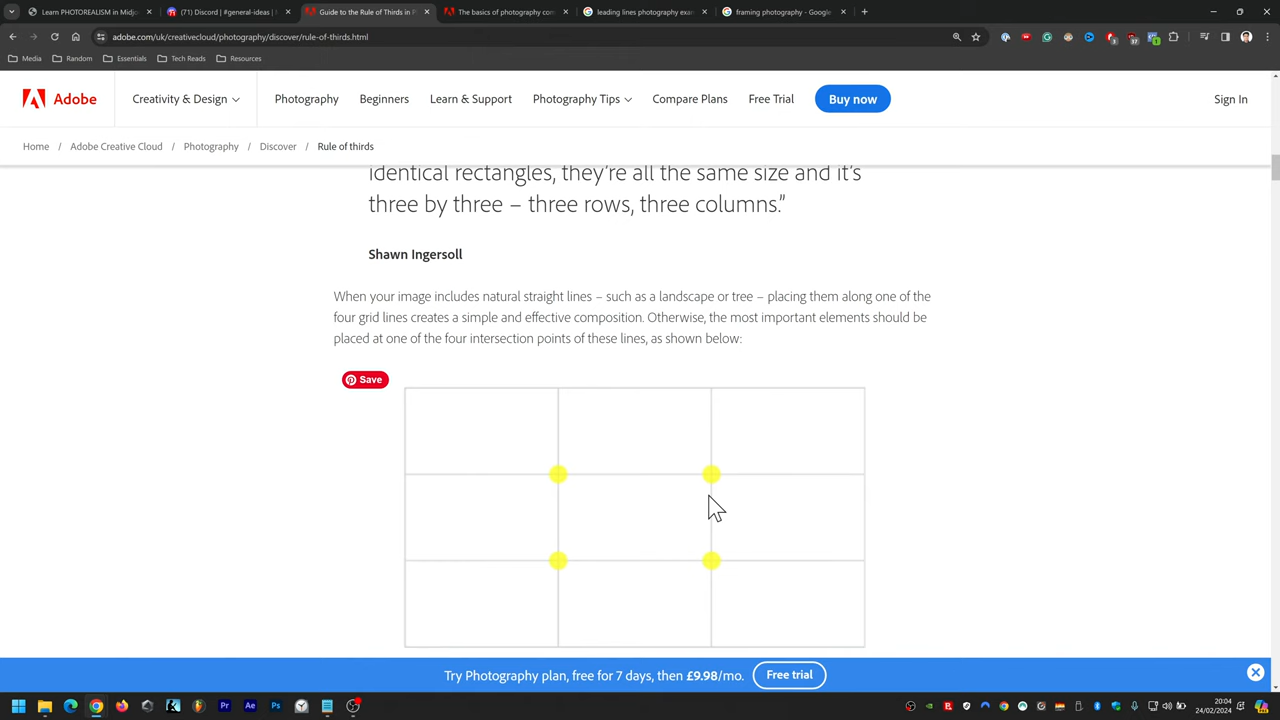 Learn PHOTOREALISM in Midjo
(71) Discord | #general-ideas |
Guide to the Rule of Thirds in P
The basics of photography com
leading lines photography exam
framing photography - Google
adobe.com/uk/creativecloud/photography/discover/rule-of-thirds.html
Media
Random
Essentials
Tech Reads
Resources
Adobe
Creativity & Design
Photography
Beginners
Learn & Support
Photography Tips
Compare Plans
Free Trial
Buy now
Sign In
Home / Adobe Creative Cloud / Photography / Discover / Rule of thirds
identical rectangles, they’re all the same size and it’s
three by three – three rows, three columns.”
Shawn Ingersoll
When your image includes natural straight lines – such as a landscape or tree – placing them along one of the
four grid lines creates a simple and effective composition. Otherwise, the most important elements should be
placed at one of the four intersection points of these lines, as shown below:
Save
Try Photography plan, free for 7 days, then £9.98/mo.
Free trial
Pr
Ae
Ps
20:04
24/02/2024